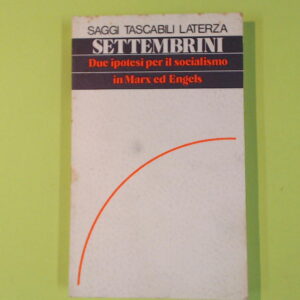 SAGGI TASCABILI LATERZA
SETTEMBRINI
Due ipotesi per il socialismo
in Marx ed Engels